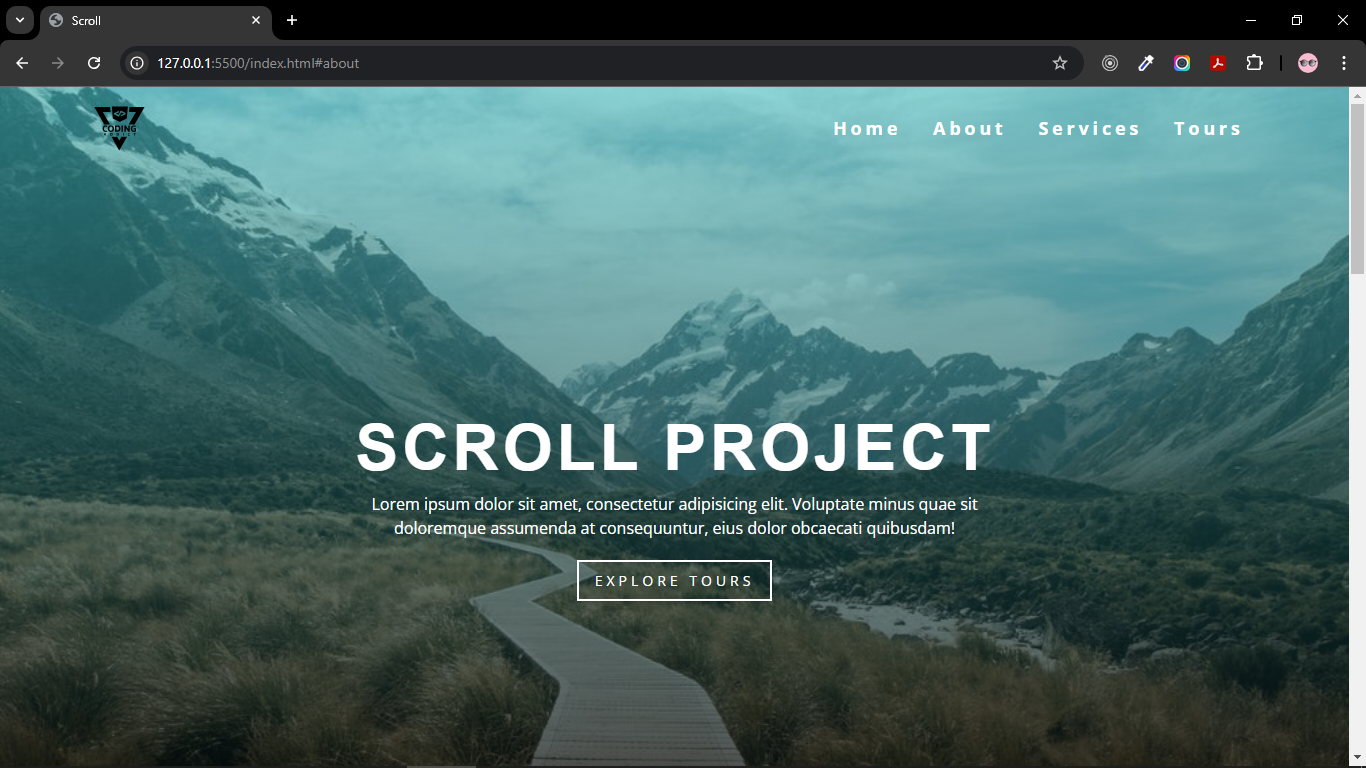 Scroll
127.0.0.1:5500/index.html#about
CODING
Home About Services Tours
SCROLL PROJECT
Lorem ipsum dolor sit amet, consectetur adipisicing elit. Voluptate minus quae sit
doloremque assumenda at consequuntur, eius dolor obcaecati quibusdam!
EXPLORE TOURS